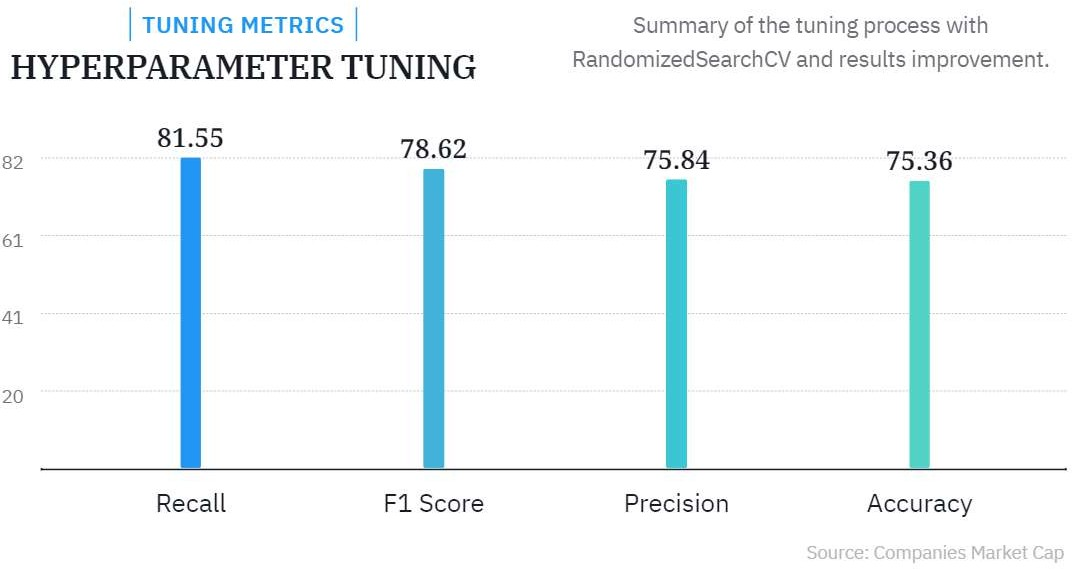 TUNING METRICS
HYPERPARAMETER TUNING
Summary of the tuning process with
RandomizedSearchCV and results improvement.
81.55
78.62
75.84
75.36
82
61
41
20
Recall
F1 Score
Precision
Accuracy
Source: Companies Market Cap